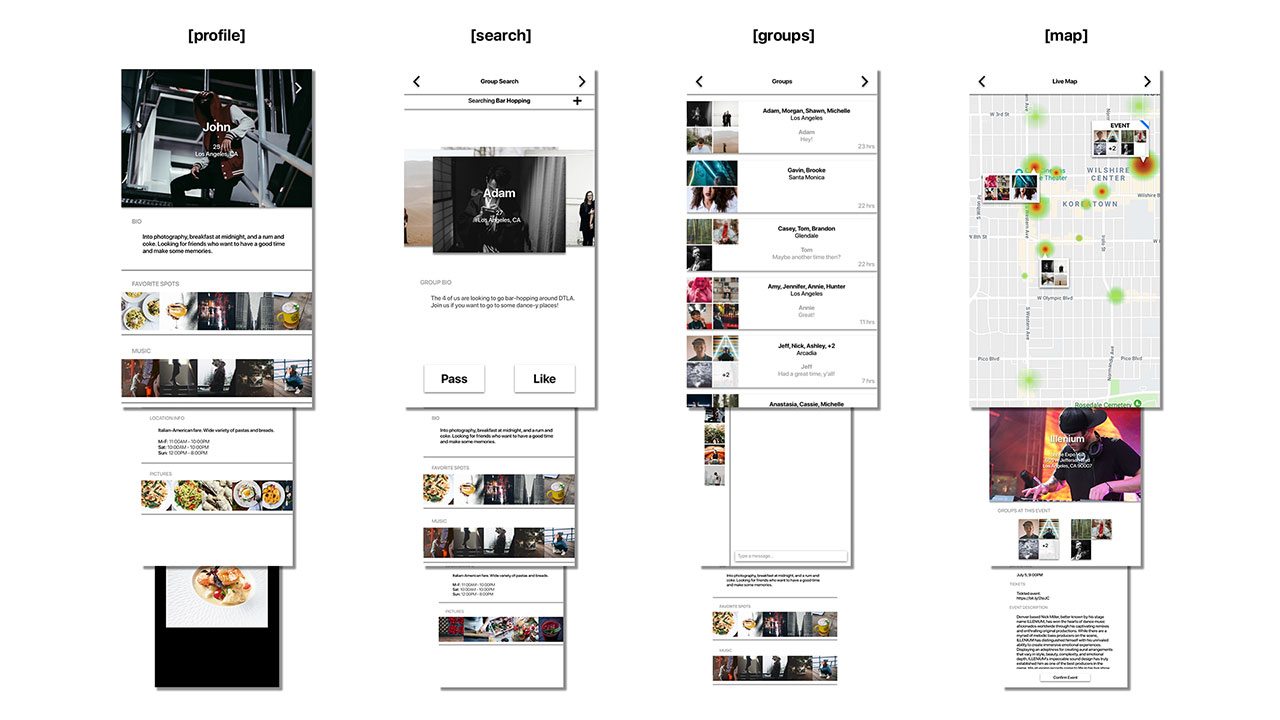 [profile]
[search]
[groups]
[map]
John
25
Los Angeles, CA
BIO
Into photography, breakfast at midnight, and a rum and
coke. Looking for friends who want to have a good time
and make some memories.
FAVORITE SPOTS
MUSIC
LOCATION INFO
Italian-American fare. Wide variety of pastas and breads.
M-F: 11:00AM - 10:00PM
Sat: 10:00AM - 10:00PM
Sun: 12:00PM - 8:00PM
PICTURES
Group Search
Searching Bar Hopping
Adam
27
Los Angeles, CA
GROUP BIO
The 4 of us are looking to go bar-hopping around DTLA.
Join us if you want to go to some dance-y places!
Pass
Like
BIO
Into photography, breakfast at midnight, and a rum and
coke. Looking for friends who want to have a good time
and make some memories.
FAVORITE SPOTS
MUSIC
Italian-American fare. Wide variety of pastas and breads.
M-F: 11:00AM - 10:00PM
Sat: 10:00AM - 10:00PM
Sun: 12:00PM - 8:00PM
PICTURES
Groups
Adam, Morgan, Shawn, Michelle
Los Angeles
Adam
Hey!
23 hrs
Gavin, Brooke
Santa Monica
22 hrs
Casey, Tom, Brandon
Glendale
Tom
Maybe another time then?
22 hrs
Amy, Jennifer, Annie, Hunter
Los Angeles
Annie
Great!
11 hrs
Jeff, Nick, Ashley, +2
Arcadia
+2
Jeff
Had a great time, y'all!
7 hrs
Anastasia, Cassie, Michelle
Type a message...
Into photography, breakfast at midnight, and a rum and
coke. Looking for friends who want to have a good time
and make some memories.
FAVORITE SPOTS
MUSIC
Live Map
W 3rd St
EVENT
+2
Theater
WILSHIRE
CENTER
Wilshire B
KOREATOWN
S Western Ave
Irolo St
W 8th St
W Olympic Blvd
S Western Ave
Normandy Ave
Pico Blvd
Pico Blvd
Rosedale Cemetery
Illenium
Los Angeles, CA 90007
GROUPS AT THIS EVENT
+2
July 5, 9:00PM
TICKETS
Ticketed event.
EVENT DESCRIPTION
Denver based Nick Miller, better known by his stage
name ILLENIUM, has won the hearts of dance music
aficionados worldwide through his captivating remixes
and enthralling original productions. While there are a
myriad of melodic bass producers on the scene,
ILLENIUM has distinguished himself with his unrivaled
ability to create immersive emotional experiences.
Displaying an adeptness for creating aural arrangements
that vary in style, beauty, complexity, and emotional
depth, ILLENIUM's impeccable sound design has truly
established him as one of the best producers in the
Confirm Event